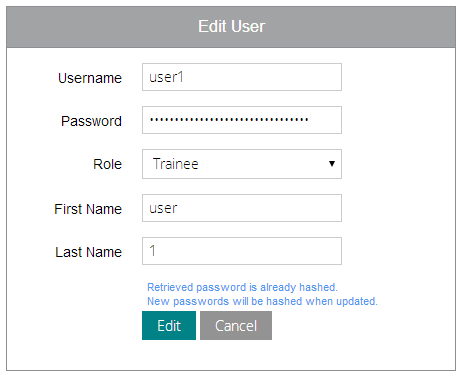 Edit User
Username user1
Password ••••••••••••••••••••••••••••••••
Role Trainee
First Name user
Last Name 1
Retrieved password is already hashed.
New passwords will be hashed when updated.
Edit Cancel